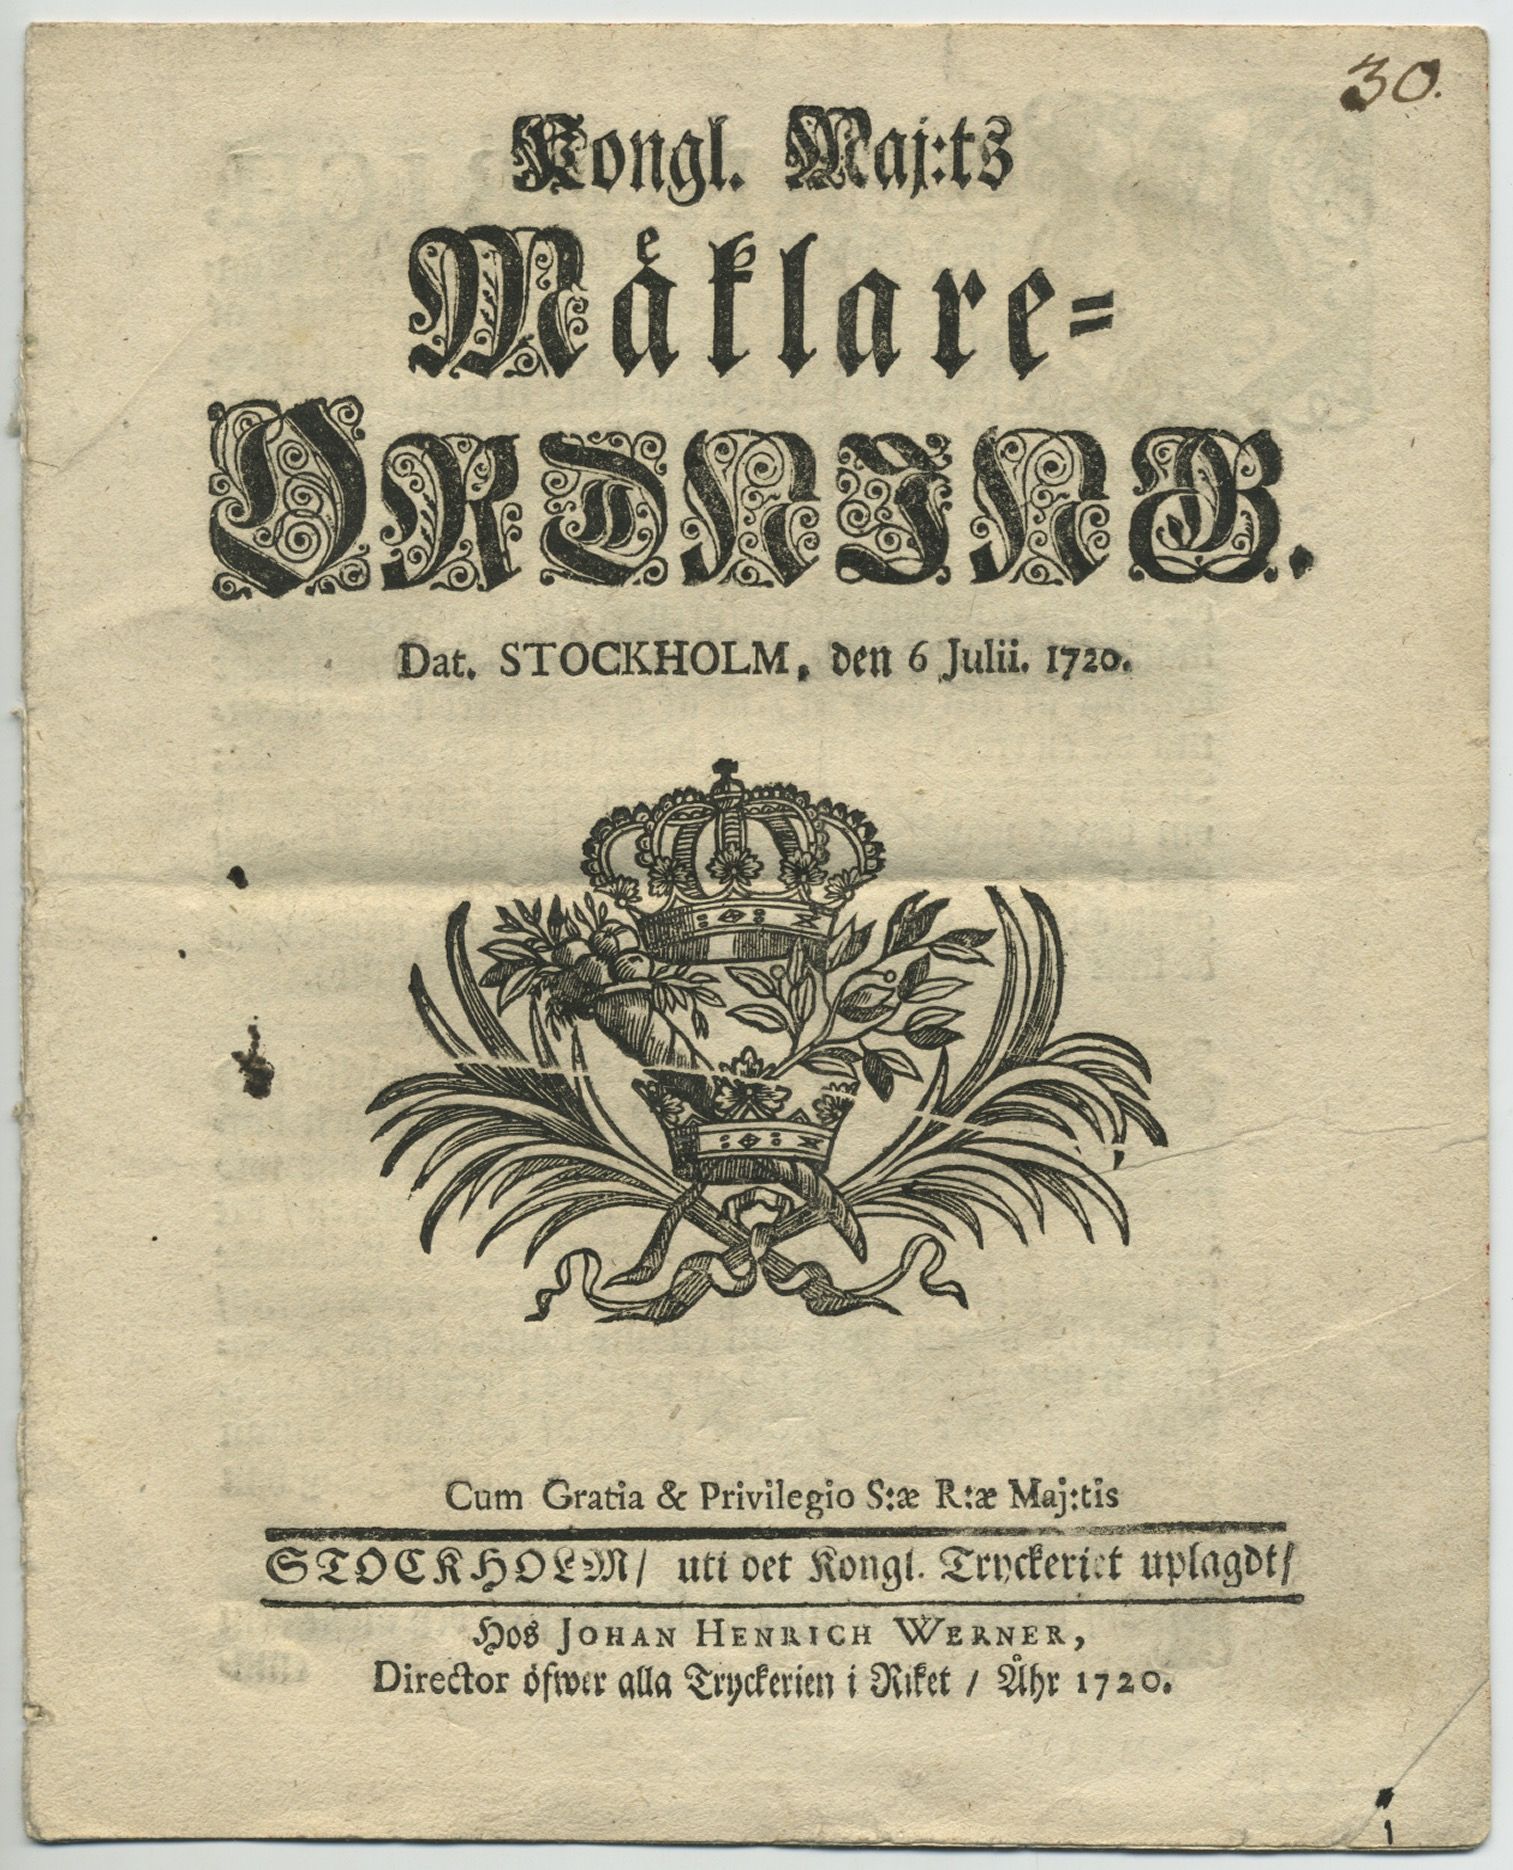 30.
Kongl. Maj:ts
Måklare=
ORDNING.
Dat. STOCKHOLM, den 6 Julii. 1720.
Cum Gratia & Privilegio S:æ R:æ Maj:tis
STOCKHOLM/ uti det Kongl. Tryckeriet uplagdt/
Hos JOHAN HENRICH WERNER,
Director öfwer alla Tryckerien i Riket / Åhr 1720.